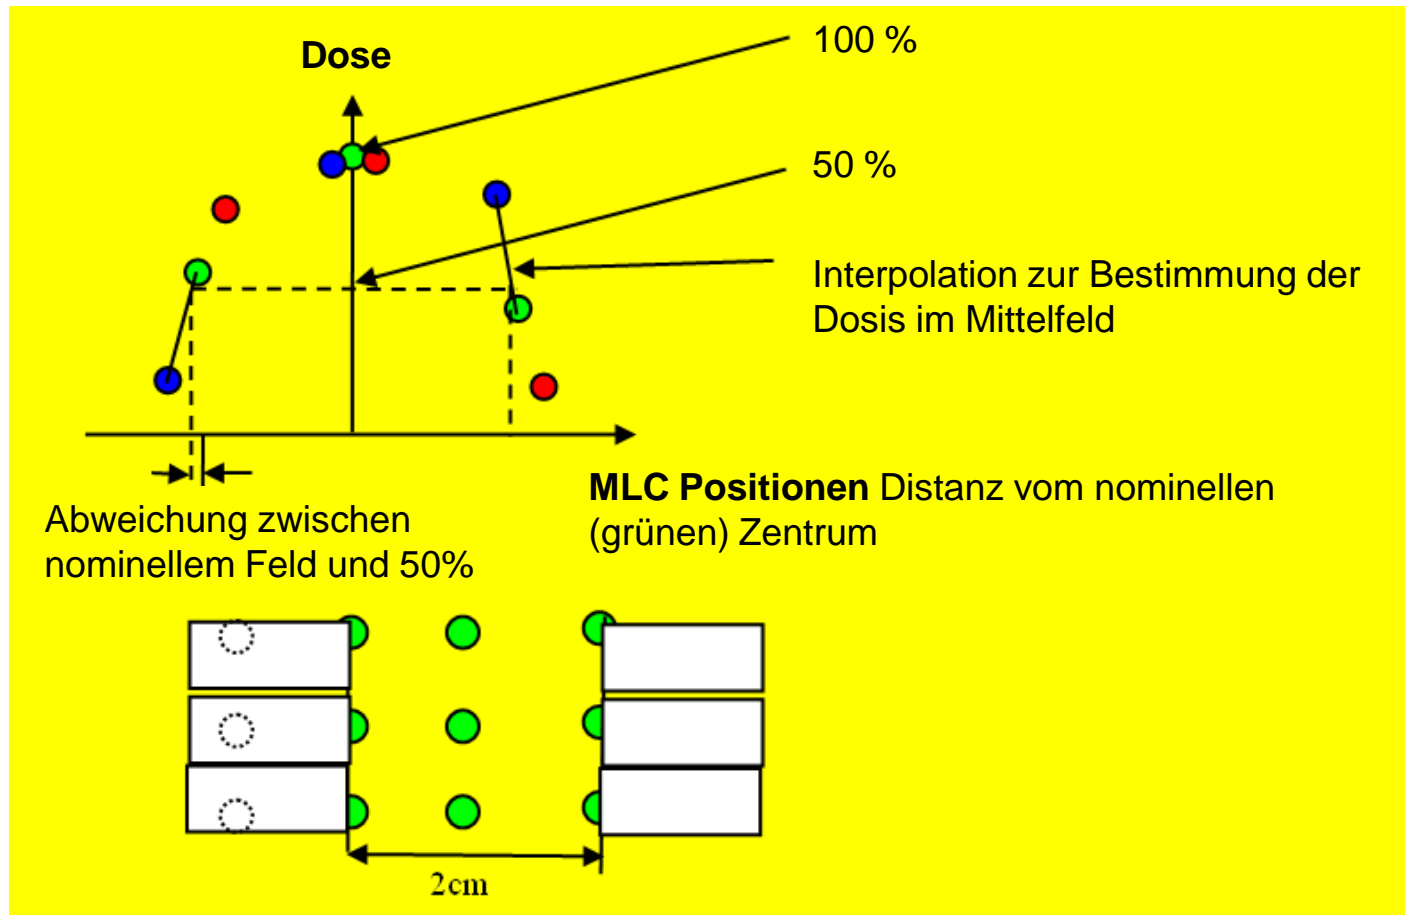 Dose
100 %
50 %
Interpolation zur Bestimmung der
Dosis im Mittelfeld
MLC Positionen Distanz vom nominellen
(grünen) Zentrum
Abweichung zwischen
nominellem Feld und 50%
2cm